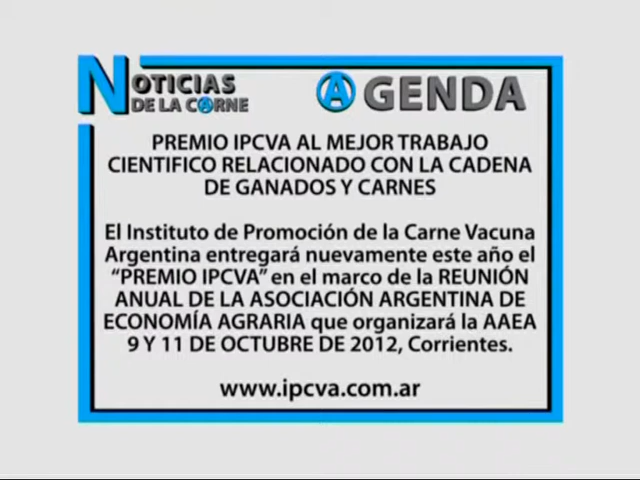 NOTICIAS
DE LA CARNE
AGENDA
PREMIO IPCVA AL MEJOR TRABAJO
CIENTIFICO RELACIONADO CON LA CADENA
DE GANADOS Y CARNES
El Instituto de Promoción de la Carne Vacuna
Argentina entregará nuevamente este año el
“PREMIO IPCVA” en el marco de la REUNIÓN
ANUAL DE LA ASOCIACIÓN ARGENTINA DE
ECONOMÍA AGRARIA que organizará la AAEA
9 Y 11 DE OCTUBRE DE 2012, Corrientes.
www.ipcva.com.ar